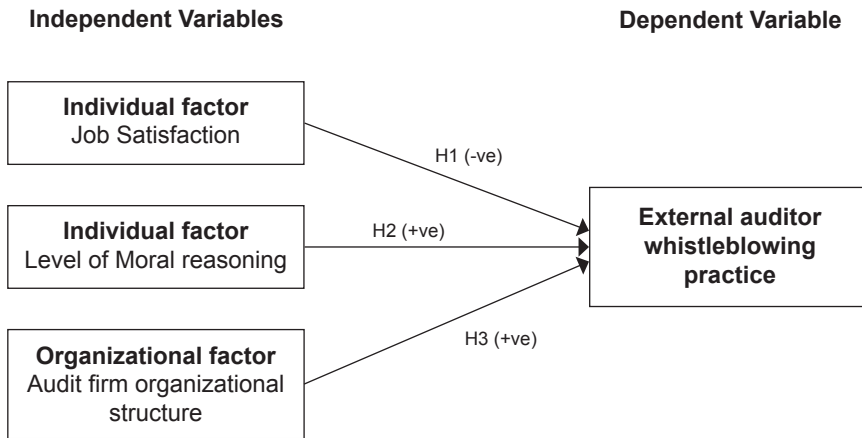 Independent Variables
Dependent Variable
Individual factor
Job Satisfaction
H1 (-ve)
Individual factor
Level of Moral reasoning
H2 (+ve)
External auditor
whistleblowing
practice
Organizational factor
Audit firm organizational
structure
H3 (+ve)